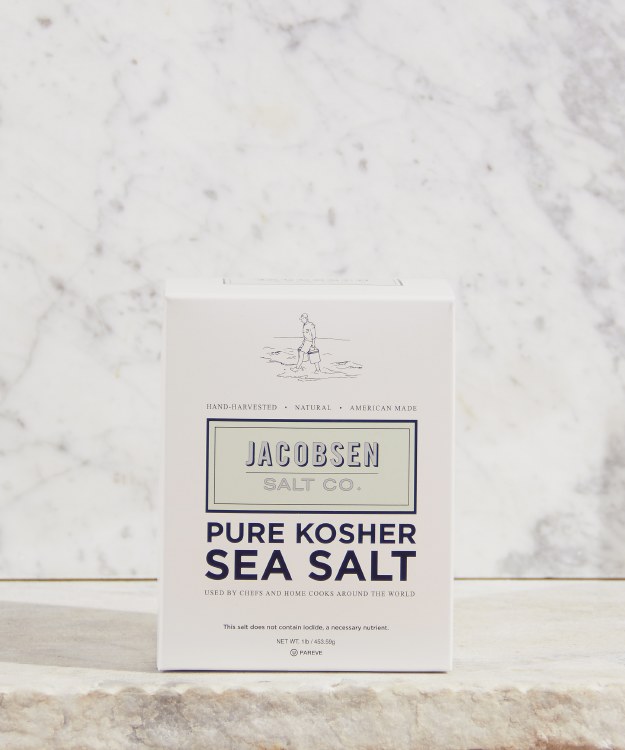 HAND-HARVESTED • NATURAL • AMERICAN MADE
JACOBSEN
SALT CO.
PURE KOSHER
SEA SALT
USED BY CHEFS AND HOME COOKS AROUND THE WORLD
This salt does not contain iodide, a necessary nutrient.
NET WT. 1lb / 453.59g
PAREVE